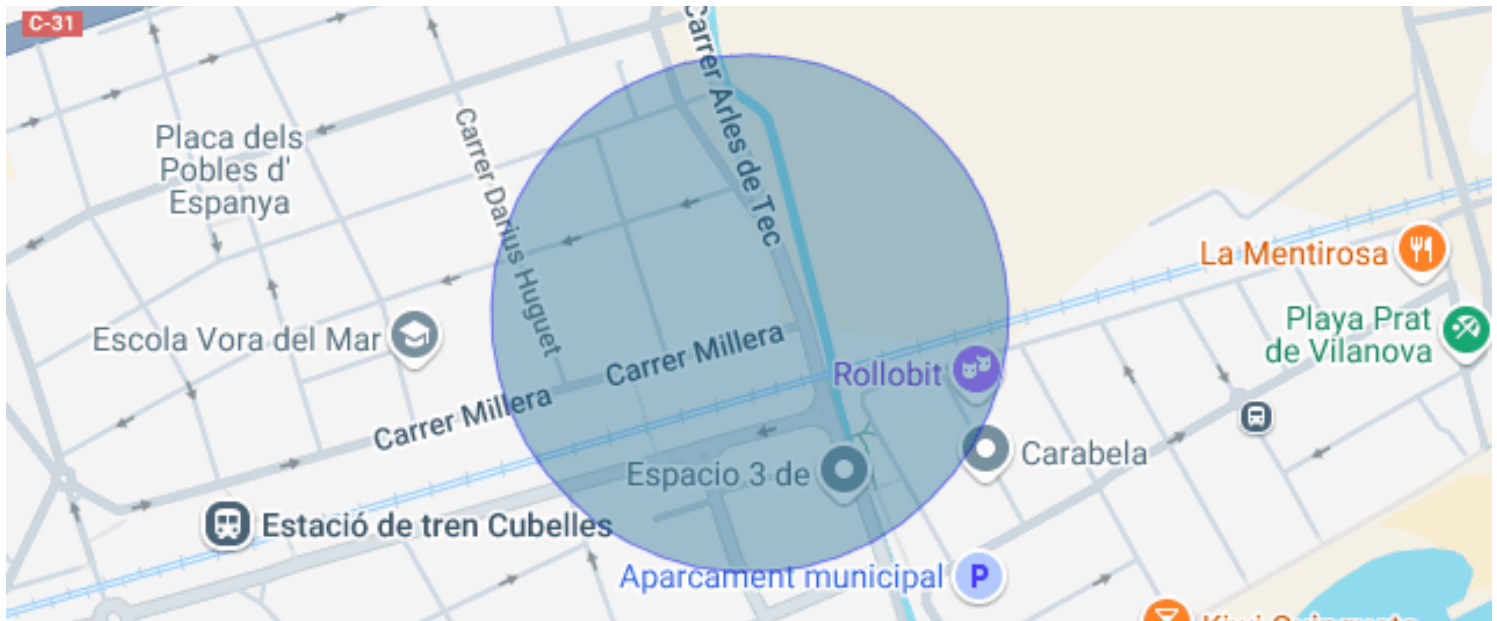 C-31
Carrer Arles de Tec
Carrer Darius Huguet
Placa dels
Pobles d'
Espanya
La Mentirosa
Playa Prat
de Vilanova
Escola Vora del Mar
Carrer Millera
Rollobit
Carrer Millera
Carabela
Espacio 3 de
Estació de tren Cubelles
Aparcament municipal
P